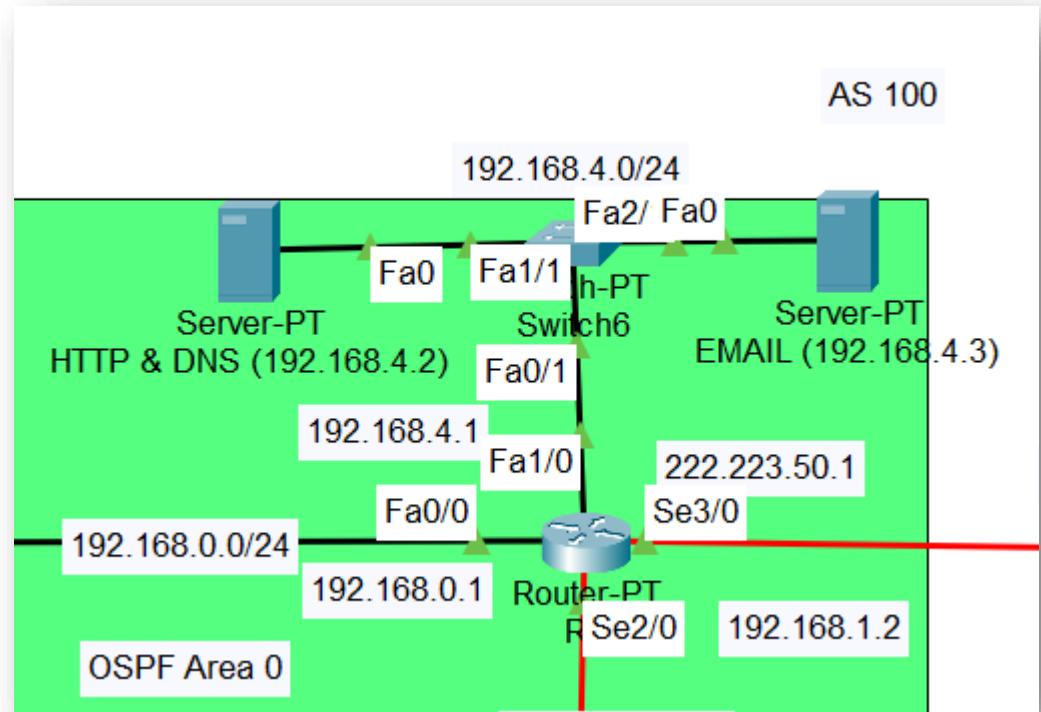 AS 100
192.168.4.0/24
Fa2/ Fa0
Fa0 Fa1/1
h-PT
Switch6
Server-PT
HTTP & DNS (192.168.4.2)
Server-PT
EMAIL (192.168.4.3)
Fa0/1
192.168.4.1
Fa1/0
222.223.50.1
Fa0/0
Se3/0
192.168.0.0/24
192.168.0.1
Router-PT
R
Se2/0
192.168.1.2
OSPF Area 0